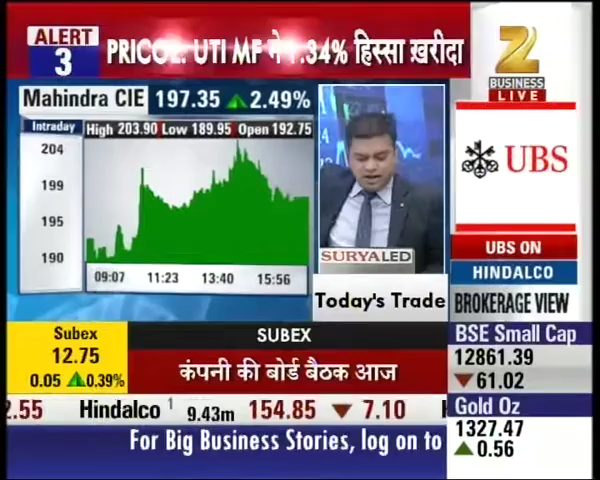 ALERT
3
PRICOL: UTI MF ने 1.34% हिस्सा ख़रीदा
Z
BUSINESS
LIVE
Mahindra CIE 197.35 2.49%
Intraday High 203.90 Low 189.95 Open 192.75
204
199
195
190
09:07 11:23 13:40 15:56
SURYALED
Today's Trade
UBS
UBS ON
HINDALCO
BROKERAGE VIEW
Subex
12.75
0.05 0.39%
SUBEX
कंपनी की बोर्ड बैठक आज
BSE Small Cap
12861.39
61.02
2.55 Hindalco 1 9.43m 154.85 7.10
Gold Oz
1327.47
0.56
For Big Business Stories, log on to